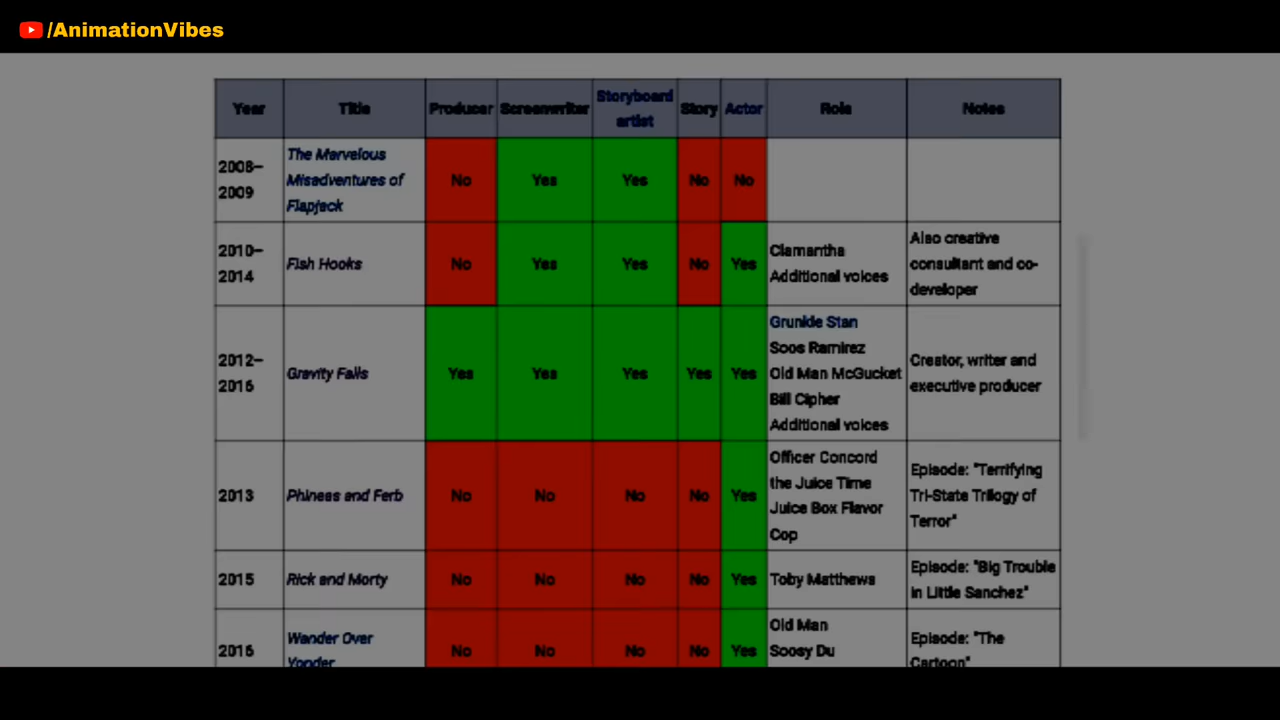 /AnimationVibes
Year Title Producer Screenwriter Storyboard artist Story Actor Role Notes
2008–
2009
The Marvelous
Misadventures of
Flapjack
No Yes Yes No No
2010–
2014
Fish Hooks
No Yes Yes No Yes
Clamantha
Additional voices
Also creative
consultant and co-
developer
2012–
2016
Gravity Falls
Yes Yes Yes Yes Yes
Grunkle Stan
Soos Ramirez
Old Man McGucket
Bill Cipher
Additional voices
Creator, writer and
executive producer
2013
Phineas and Ferb
No No No No Yes
Officer Concord
the Juice Time
Juice Box Flavor
Cop
Episode: "Terrifying
Tri-State Trilogy of
Terror"
2015
Rick and Morty
No No No No Yes
Toby Matthews
Episode: "Big Trouble
in Little Sanchez"
2016
Wander Over
Yonder
No No No No Yes
Old Man
Soosy Du
Episode: "The
Cartoon"